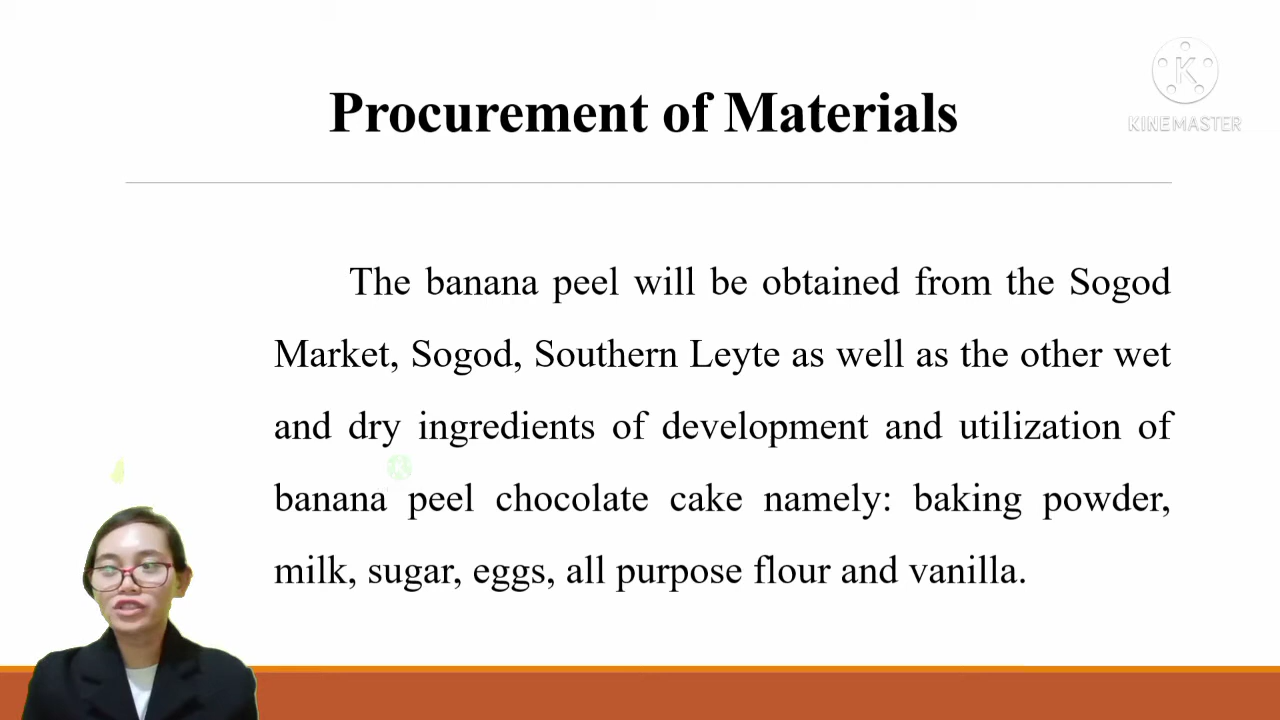 Procurement of Materials
KINEMASTER
The banana peel will be obtained from the Sogod
Market, Sogod, Southern Leyte as well as the other wet
and dry ingredients of development and utilization of
banana peel chocolate cake namely: baking powder,
milk, sugar, eggs, all purpose flour and vanilla.